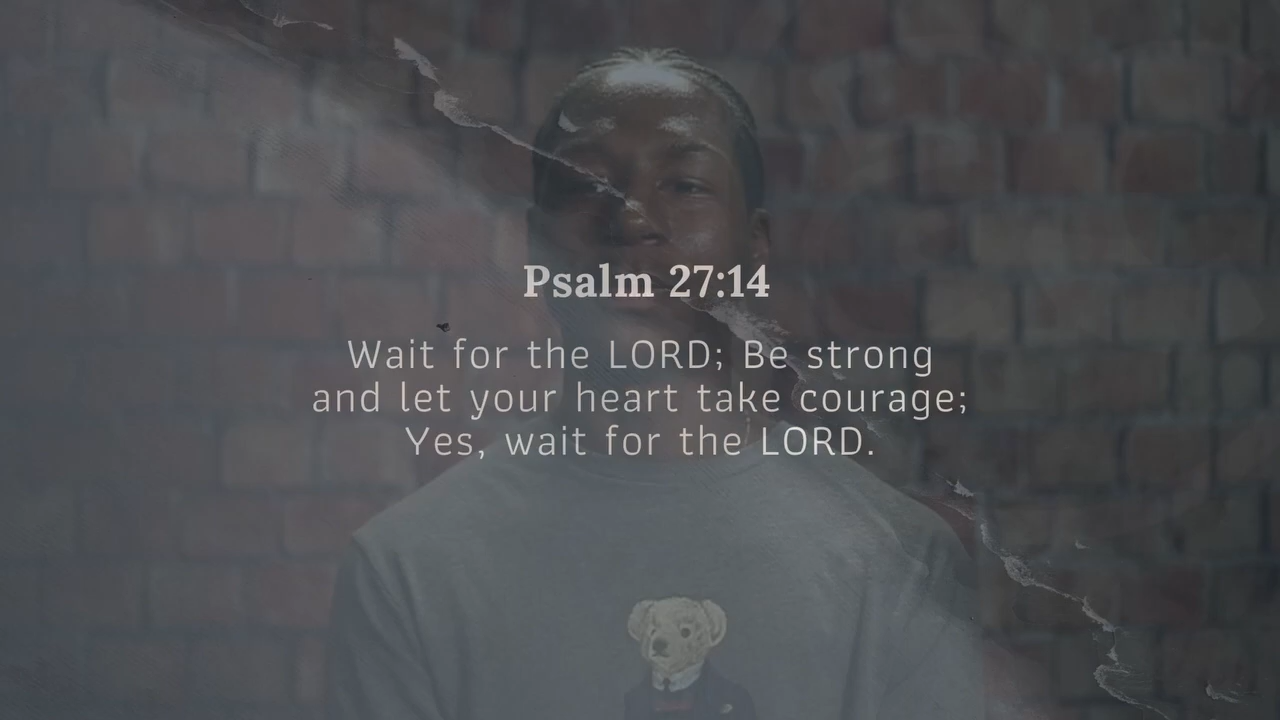 Psalm 27:14
Wait for the LORD; Be strong
and let your heart take courage;
Yes, wait for the LORD.